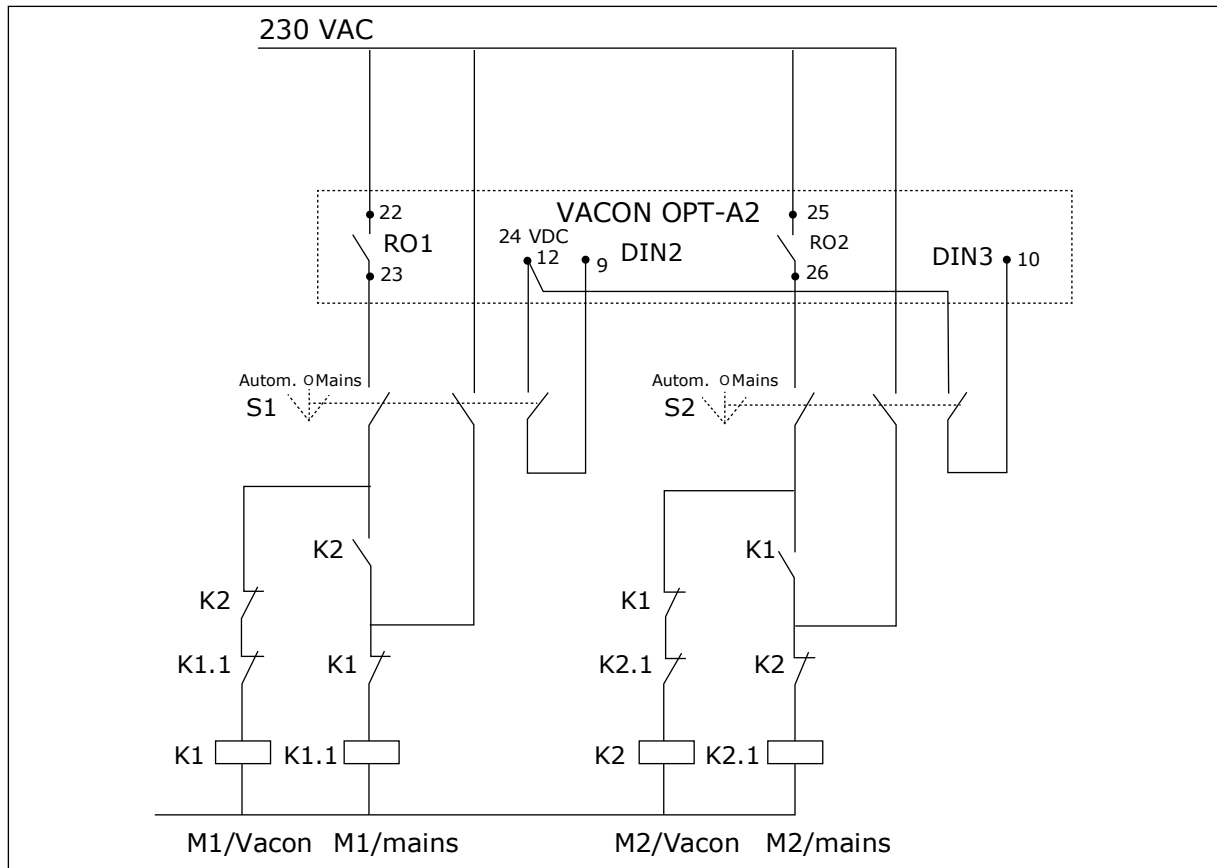 230 VAC
VACON OPT-A2
22
RO1
23
24 VDC
12
9
DIN2
25
RO2
26
DIN3
10
Autom. O Mains
S1
Autom. O Mains
S2
K2
K1
K2
K1
K1.1
K1
K2.1
K2
K1
K1.1
K2
K2.1
M1/Vacon
M1/mains
M2/Vacon
M2/mains